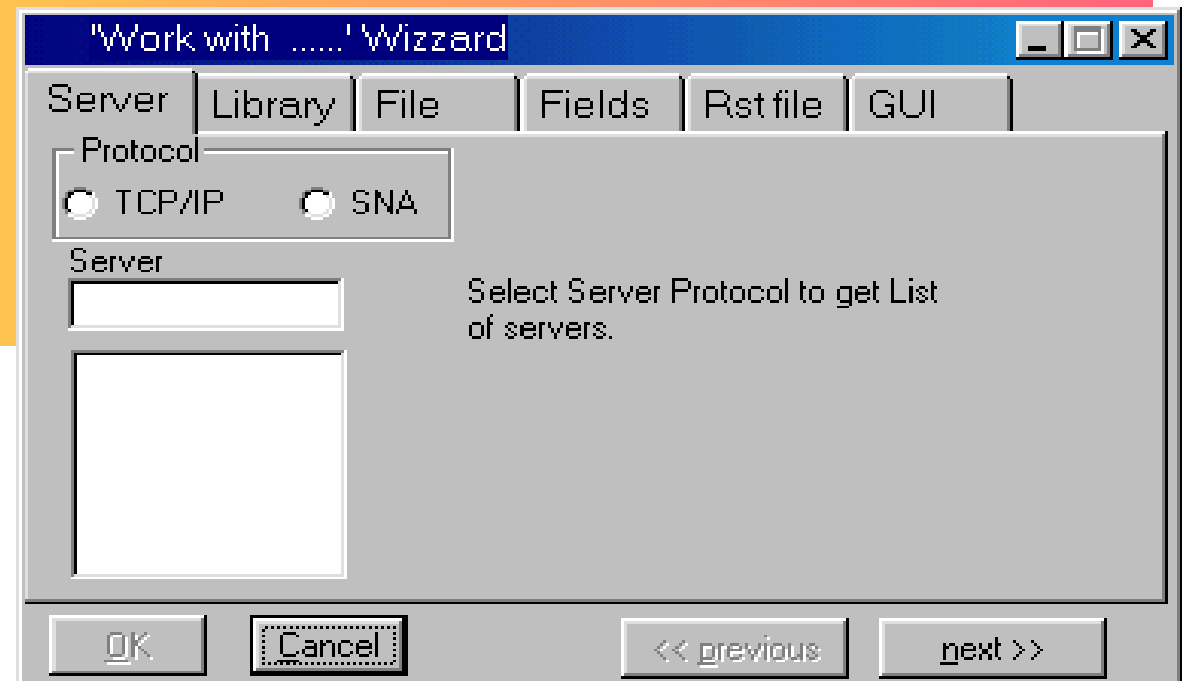 'Work with ......' Wizzard
Server Library File Fields Rst file GUI
Protocol
TCP/IP SNA
Server
Select Server Protocol to get List
of servers.
OK Cancel << previous next >>